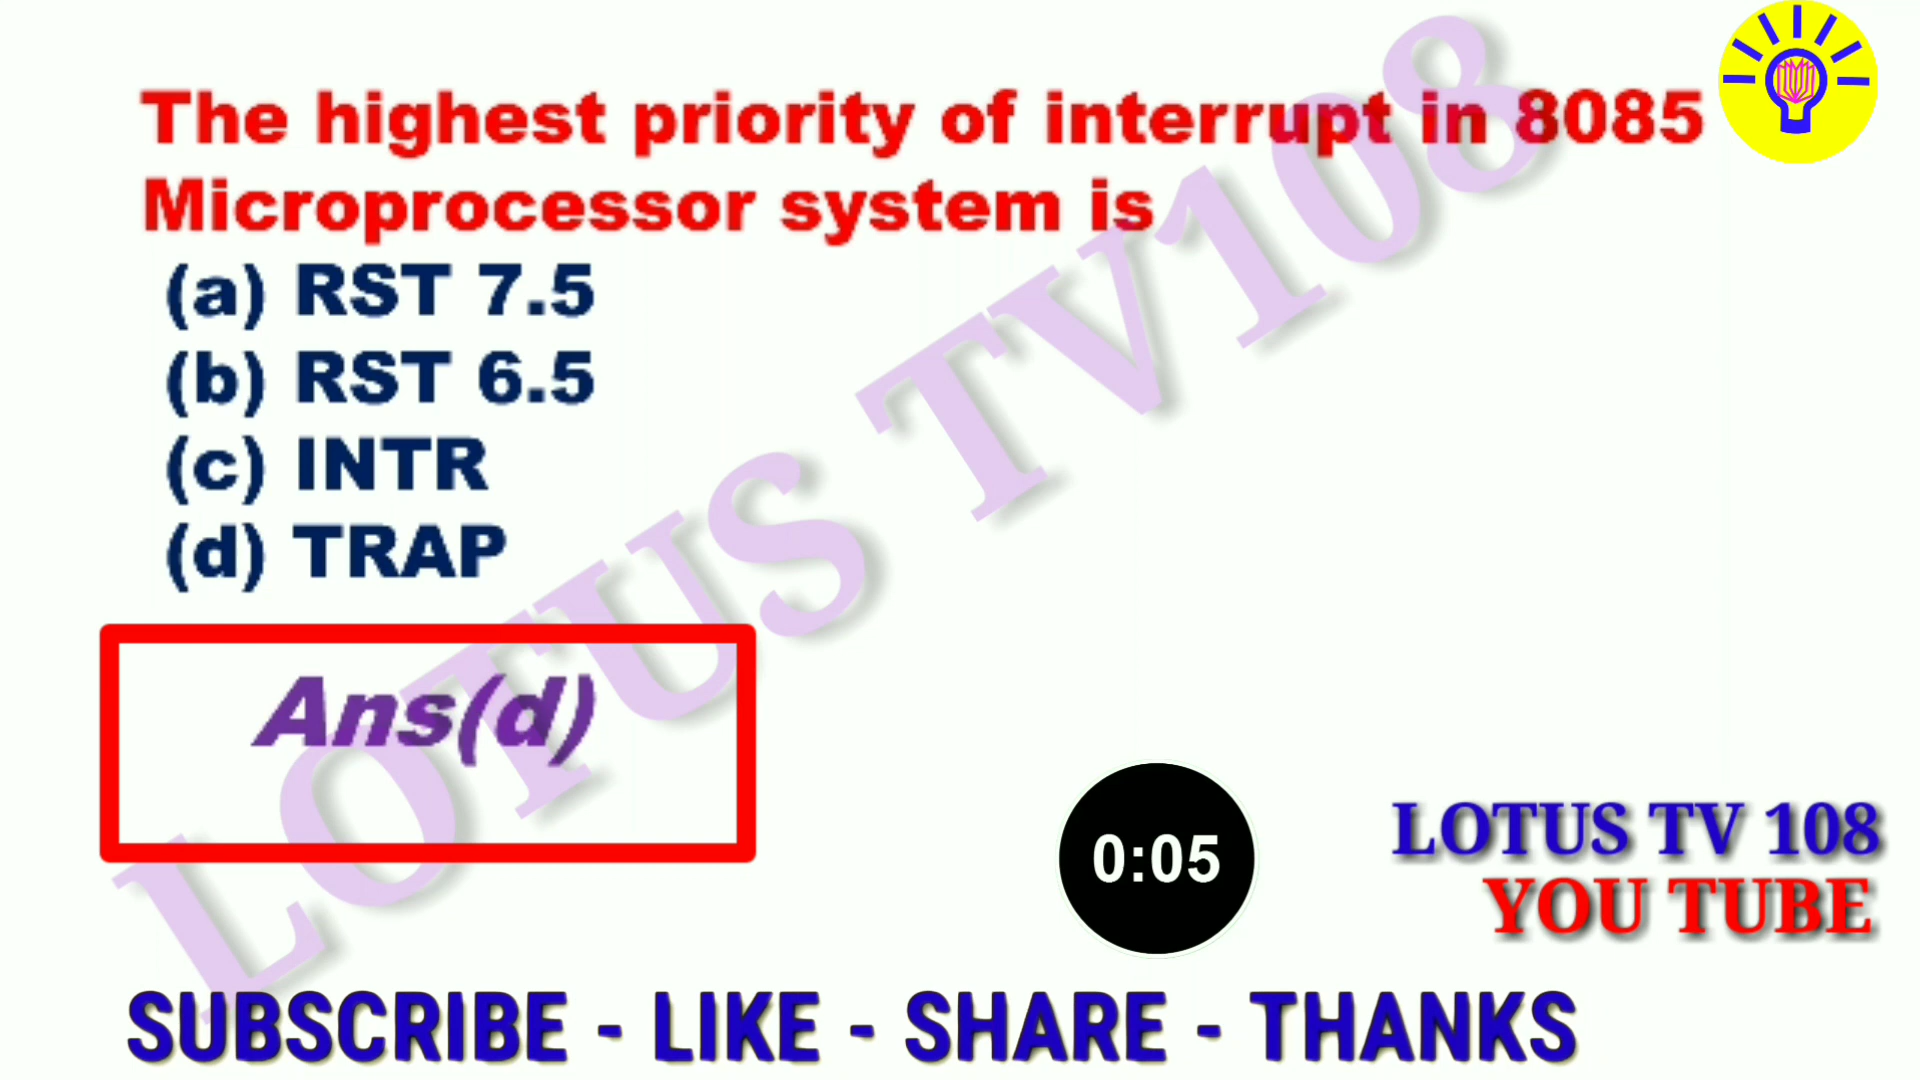 The highest priority of interrupt in 8085
Microprocessor system is
(a) RST 7.5
(b) RST 6.5
(c) INTR
(d) TRAP
Ans(d)
LOTUS TV108
0:05
LOTUS TV 108
YOU TUBE
SUBSCRIBE - LIKE - SHARE - THANKS